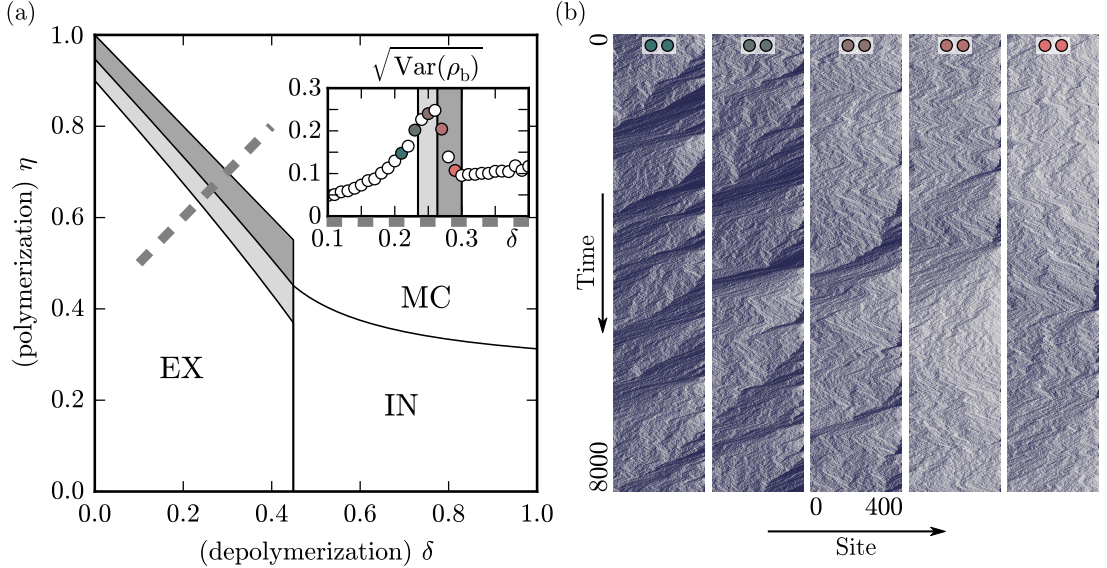 (a)
(b)
1.0
0.8
0.6
0.4
0.2
0.0
(polymerization) η
0.0
0.2
0.4
0.6
0.8
1.0
(depolymerization) δ
EX
IN
MC
√Var(ρb)
0.3
0.2
0.1
0
0.1
0.2
0.3
δ
0
Time
8000
0
400
Site